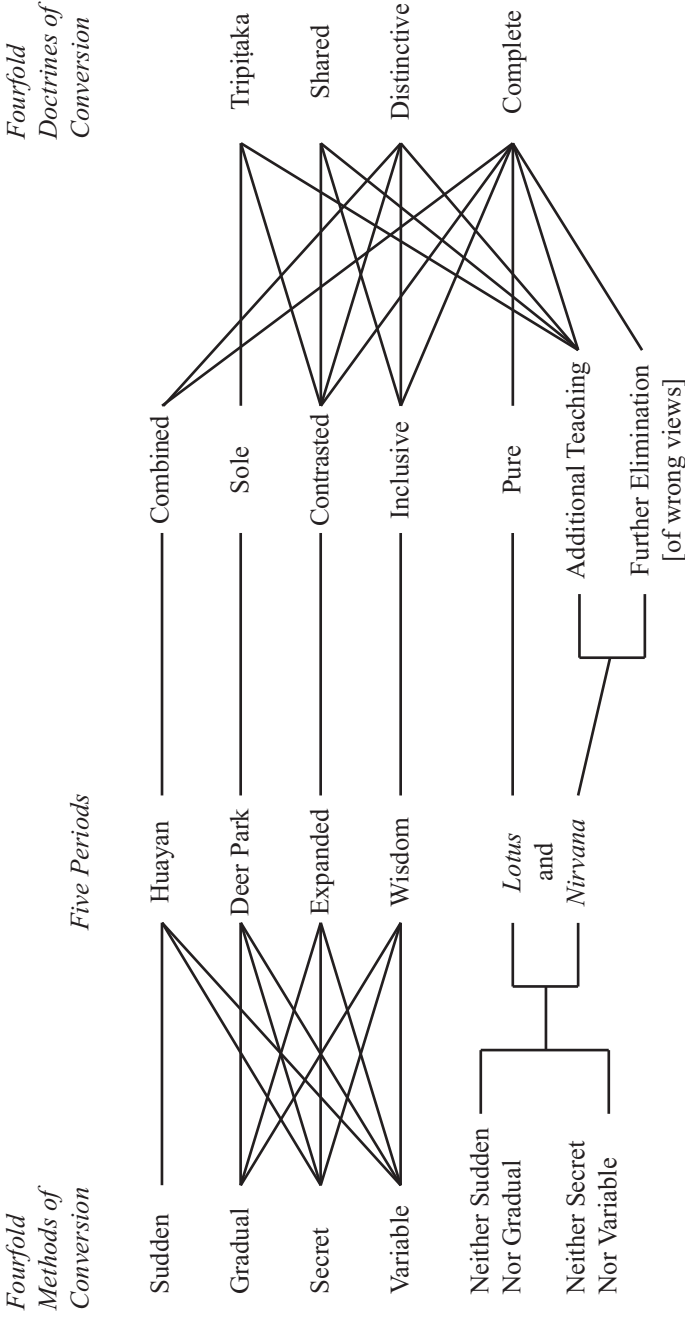 Fourfold
Methods of
Conversion
Five Periods
Fourfold
Doctrines of
Conversion
Sudden
Huayan
Combined
Gradual
Deer Park
Sole
Tripiṭaka
Secret
Expanded
Contrasted
Shared
Variable
Wisdom
Inclusive
Distinctive
Neither Sudden
Nor Gradual
Neither Secret
Nor Variable
Lotus
and
Nirvana
Pure
Complete
Additional Teaching
Further Elimination
[of wrong views]